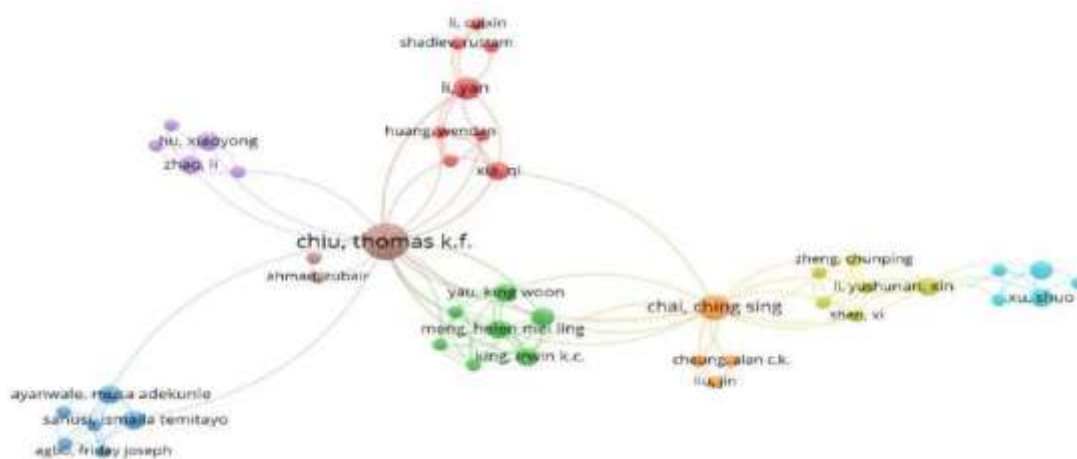 li, cuixin
shadiev, rustam
li, yan
huang, wendan
hu, xiaoyong
zhao, li
xia, qi
chiu, thomas k.f.
ahmad, zubair
zheng, chunping
yau, king woon
li, yushunan, xin
chai, ching sing
xu, shuo
meng, helen mei ling
shen, xi
king, irwin k.c.
cheung, alan c.k.
liu, jin
ayanwale, musa adekunle
sanusi, ismaila temitayo
agbo, friday joseph